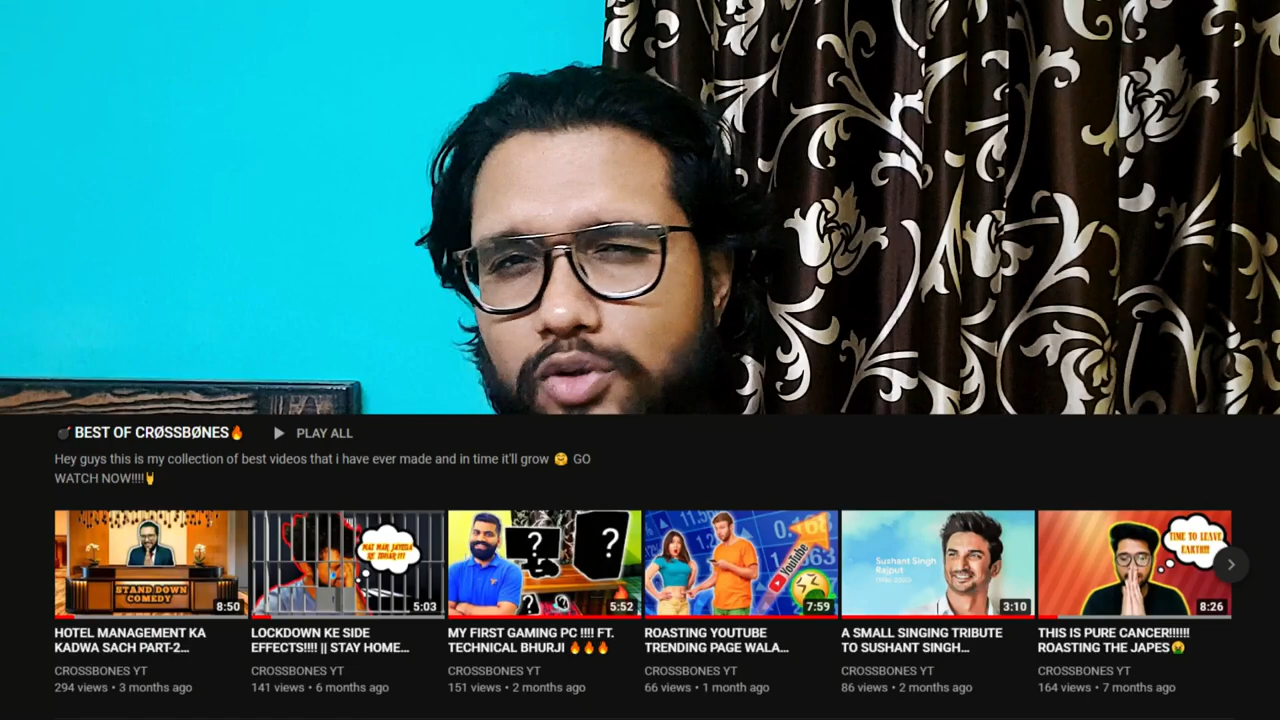 💣BEST OF CRØSSBØNES🔥 PLAY ALL
Hey guys this is my collection of best videos that i have ever made and in time it'll grow 🤗 GO
WATCH NOW!!!!🤘
STAND DOWN
COMEDY
8:50
5:03
?
?
?
?
5:52
YouTube
7:59
Sushant Singh
Rajput
3:10
TIME TO LEAVE
EARTH!!!
8:26
HOTEL MANAGEMENT KA
KADWA SACH PART-2...
CROSSBONES YT
294 views • 3 months ago
LOCKDOWN KE SIDE
EFFECTS!!!! || STAY HOME...
CROSSBONES YT
141 views • 6 months ago
MY FIRST GAMING PC !!!! FT.
TECHNICAL BHURJI 🔥🔥🔥
CROSSBONES YT
151 views • 2 months ago
ROASTING YOUTUBE
TRENDING PAGE WALA...
CROSSBONES YT
66 views • 1 month ago
A SMALL SINGING TRIBUTE
TO SUSHANT SINGH...
CROSSBONES YT
86 views • 2 months ago
THIS IS PURE CANCER!!!!!!
ROASTING THE JAPES🤮
CROSSBONES YT
164 views • 7 months ago